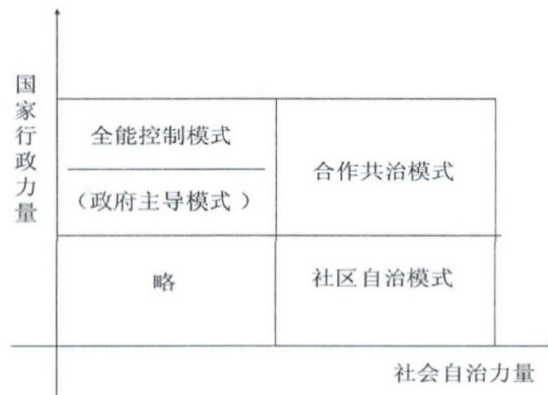 国家行政力量
全能控制模式
（政府主导模式）
合作共治模式
略
社区自治模式
社会自治力量